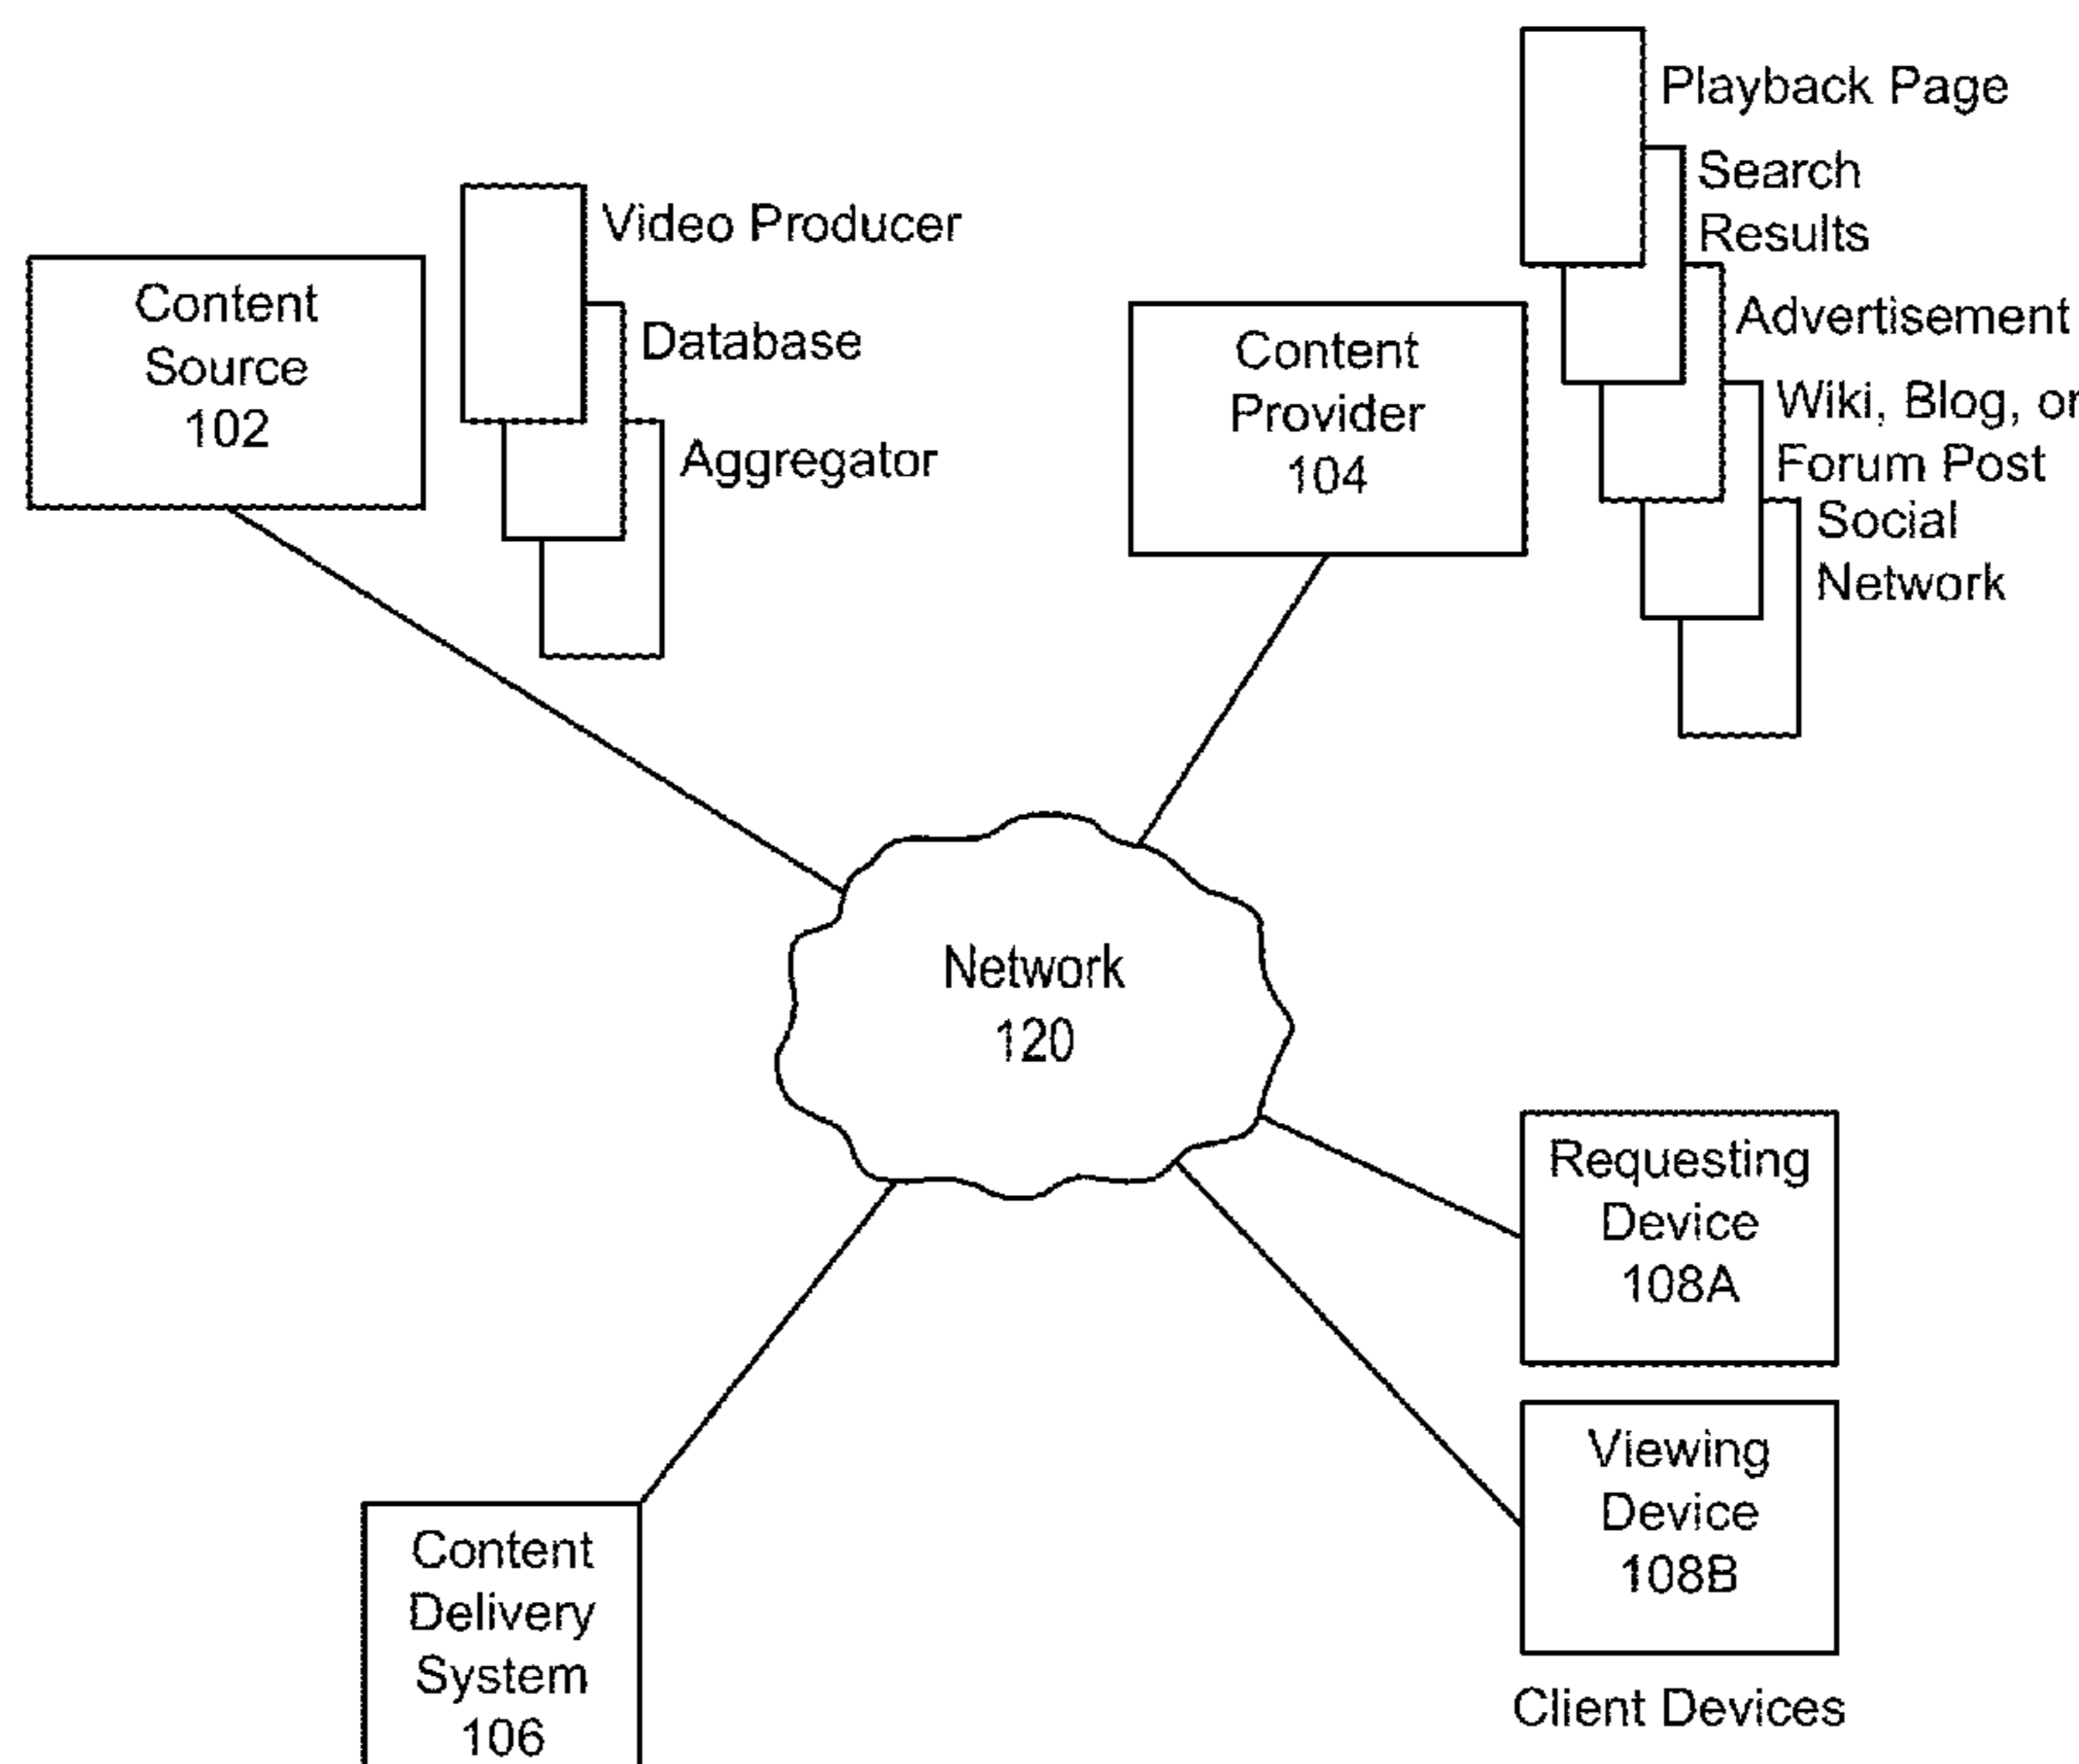 Playback Page
Search
Results
Advertisement
Wiki, Blog, or
Forum Post
Social
Network
Video Producer
Database
Aggregator
Content
Source
102
Content
Provider
104
Network
120
Requesting
Device
108A
Viewing
Device
108B
Client Devices
Content
Delivery
System
106